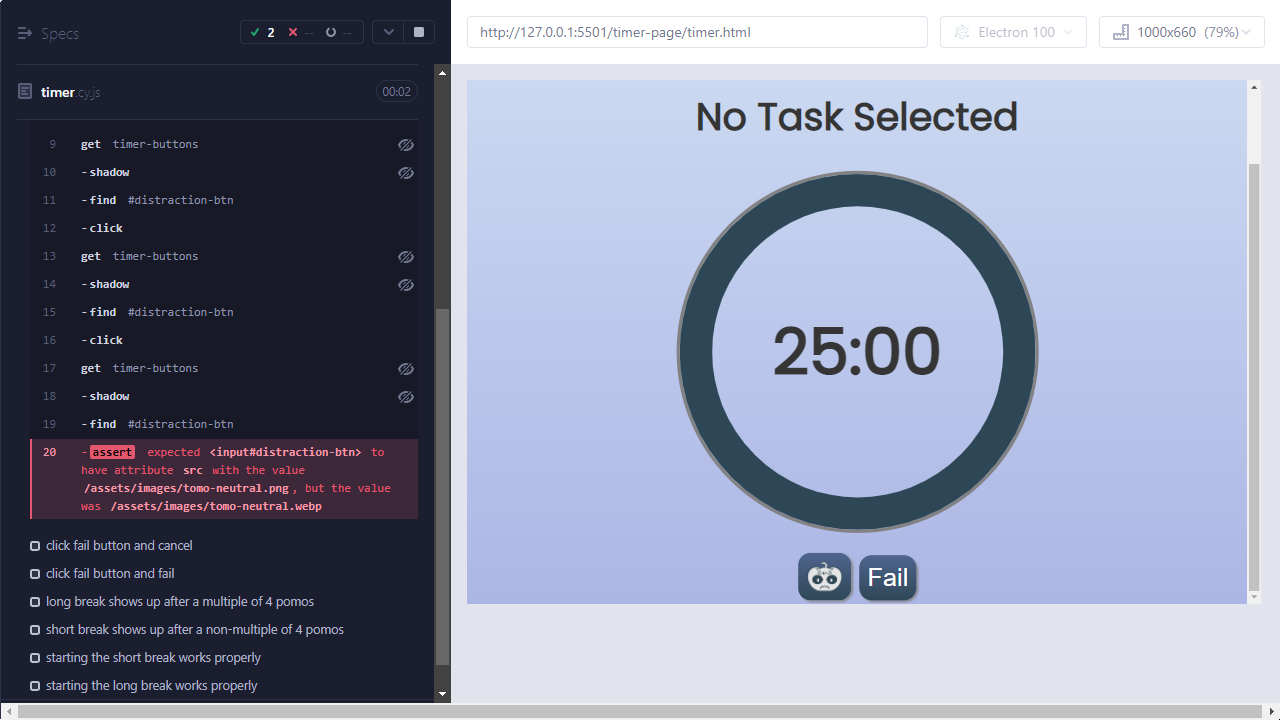 Specs
2
--
--
timer.cy.js
00:02
9 get timer-buttons
10 -shadow
11 -find #distraction-btn
12 -click
13 get timer-buttons
14 -shadow
15 -find #distraction-btn
16 -click
17 get timer-buttons
18 -shadow
19 -find #distraction-btn
20 -assert expected <input#distraction-btn> to
have attribute src with the value
/assets/images/tomo-neutral.png, but the value
was /assets/images/tomo-neutral.webp
click fail button and cancel
click fail button and fail
long break shows up after a multiple of 4 pomos
short break shows up after a non-multiple of 4 pomos
starting the short break works properly
starting the long break works properly
http://127.0.0.1:5501/timer-page/timer.html
Electron 100
1000x660 (79%)
No Task Selected
25:00
Fail